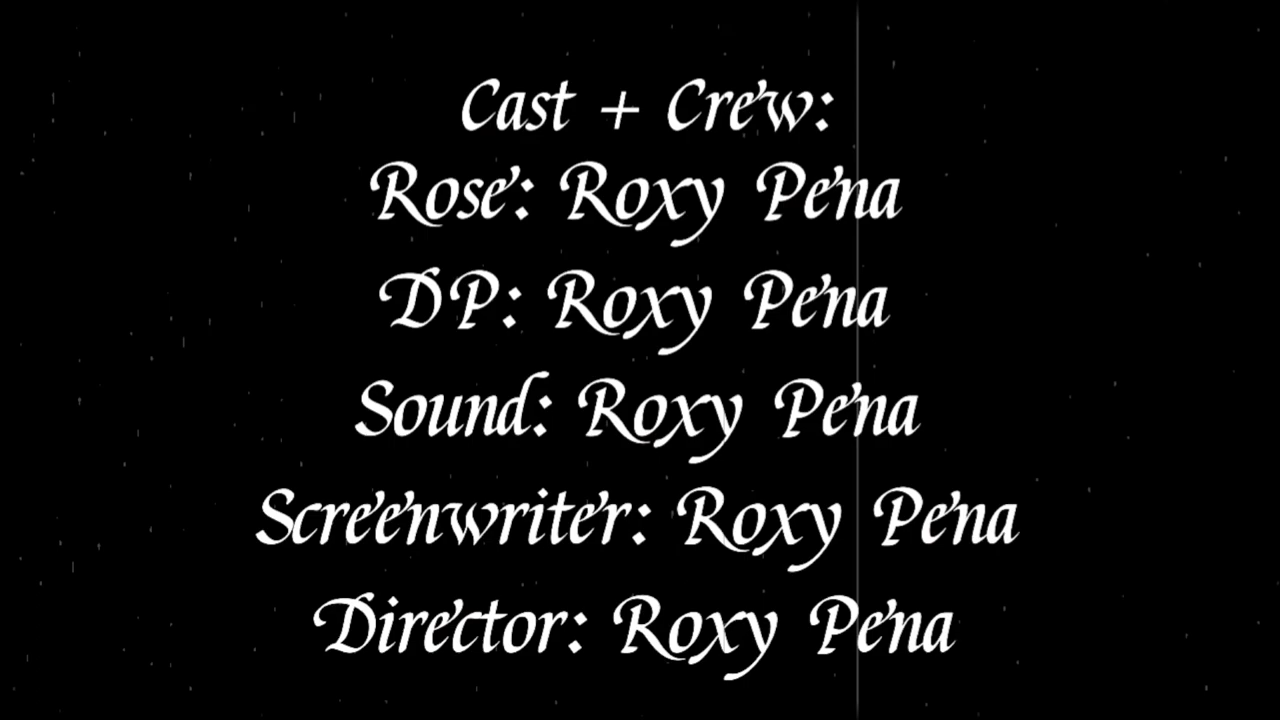 Cast + Crew:
Rose: Roxy Pena
DP: Roxy Pena
Sound: Roxy Pena
Screenwriter: Roxy Pena
Director: Roxy Pena